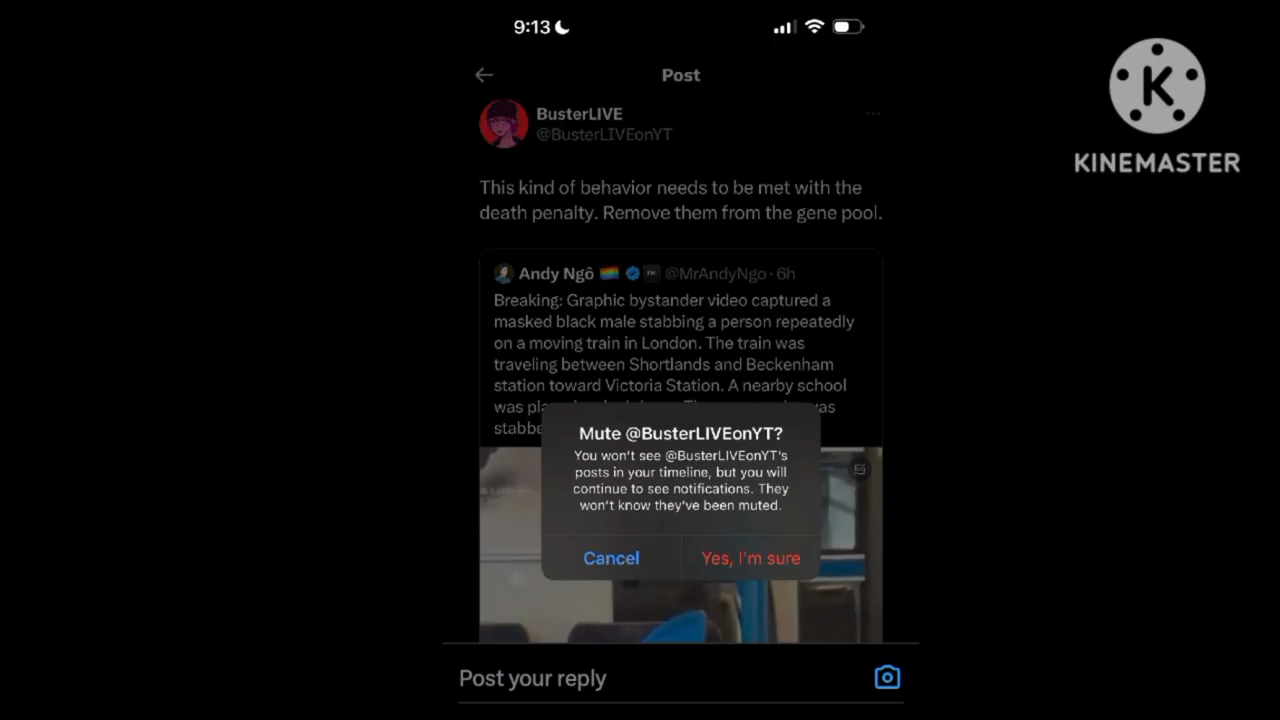 9:13
Post
BusterLIVE
@BusterLIVEonYT
This kind of behavior needs to be met with the
death penalty. Remove them from the gene pool.
Andy Ngô @MrAndyNgo · 6h
Breaking: Graphic bystander video captured a
masked black male stabbing a person repeatedly
on a moving train in London. The train was
traveling between Shortlands and Beckenham
station toward Victoria Station. A nearby school
was
stabbe
Mute @BusterLIVEonYT?
You won't see @BusterLIVEonYT's
posts in your timeline, but you will
continue to see notifications. They
won't know they've been muted.
Cancel Yes, I'm sure
Post your reply
K
KINEMASTER